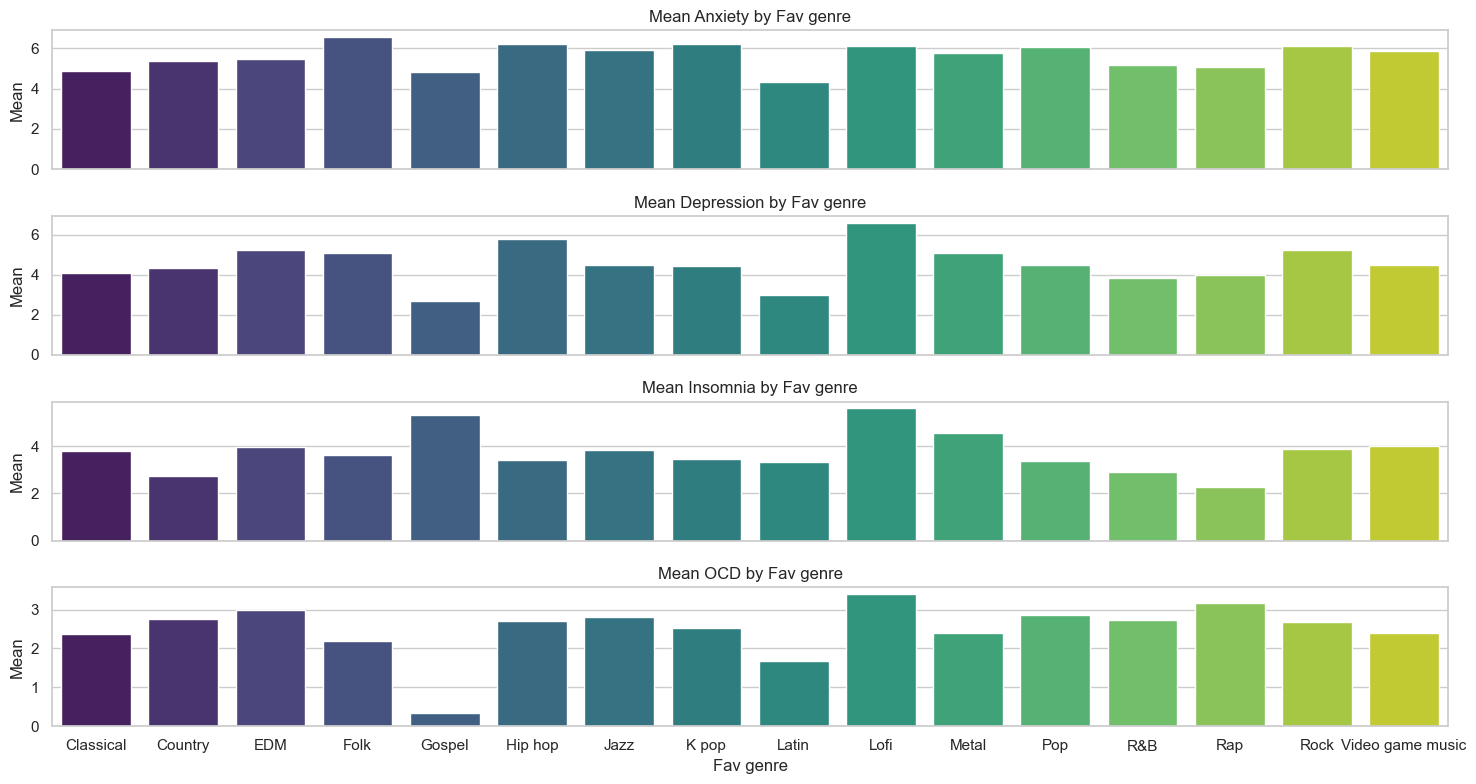 Mean Anxiety by Fav genre
6
4
2
0
Mean
Mean Depression by Fav genre
6
4
2
0
Mean
Mean Insomnia by Fav genre
4
2
0
Mean
Mean OCD by Fav genre
3
2
1
0
Mean
Classical Country EDM Folk Gospel Hip hop Jazz K pop Latin Lofi Metal Pop R&B Rap Rock Video game music
Fav genre